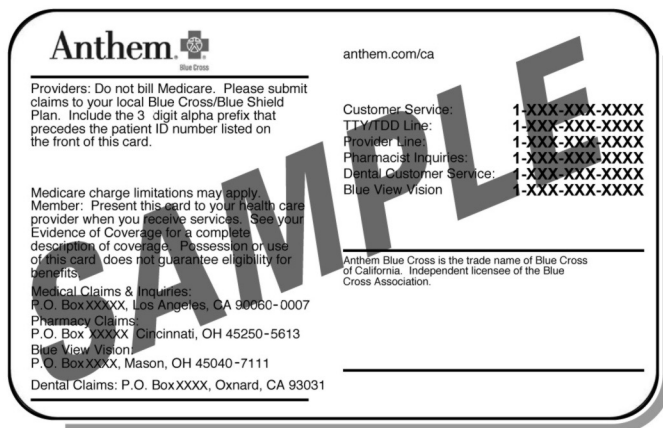 Anthem.
Blue Cross
Providers: Do not bill Medicare. Please submit
claims to your local Blue Cross/Blue Shield
Plan. Include the 3 digit alpha prefix that
precedes the patient ID number listed on
the front of this card.
Medicare charge limitations may apply.
Member: Present this card to your health care
provider when you receive services. See your
Evidence of Coverage for a complete
description of coverage. Possession or use
of this card does not guarantee eligibility for
benefits.
Medical Claims & Inquiries:
P.O. Box XXXXX, Los Angeles, CA 90060-0007
Pharmacy Claims:
P.O. Box XXXXX Cincinnati, OH 45250-5613
Blue View Vision:
P.O. Box XXXX, Mason, OH 45040-7111
Dental Claims: P.O. Box XXXX, Oxnard, CA 93031
anthem.com/ca
Customer Service: 1-XXX-XXX-XXXX
TTY/TDD Line: 1-XXX-XXX-XXXX
Provider Line: 1-XXX-XXX-XXXX
Pharmacist Inquiries: 1-XXX-XXX-XXXX
Dental Customer Service: 1-XXX-XXX-XXXX
Blue View Vision 1-XXX-XXX-XXXX
Anthem Blue Cross is the trade name of Blue Cross
of California. Independent licensee of the Blue
Cross Association.
SAMPLE